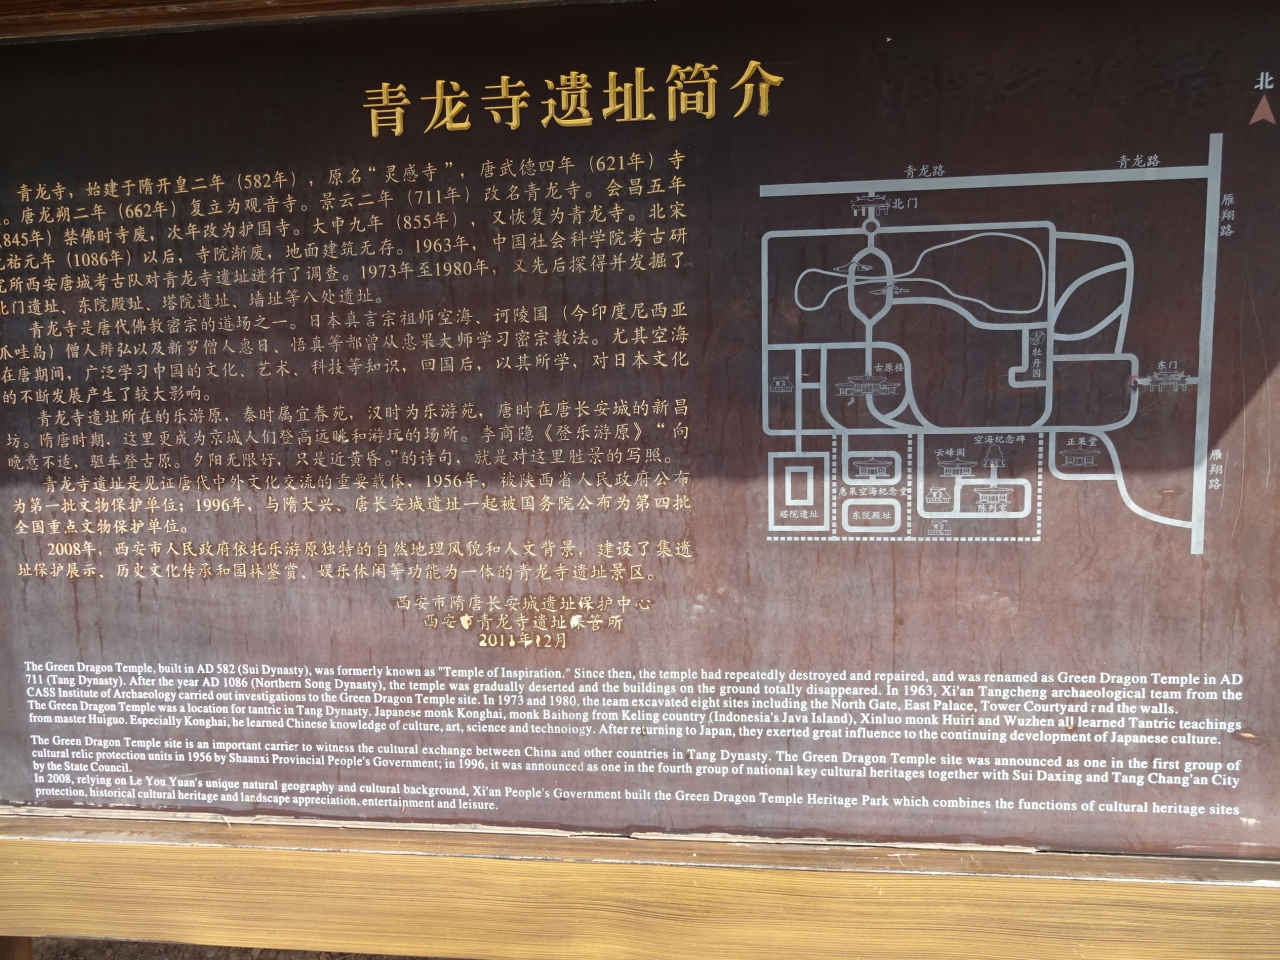 青龙寺遗址简介
青龙寺，始建于隋开皇二年（582年），原名“灵感寺”，唐武德四年（621年）寺
。唐龙朔二年（662年）复立为观音寺。景云二年（711年）改名青龙寺。会昌五年
（845年）禁佛时寺废，次年改为护国寺。大中九年（855年），又恢复为青龙寺。北宋
元祐元年（1086年）以后，寺院渐废，地面建筑无存。1963年，中国社会科学院考古研
究所西安唐城考古队对青龙寺遗址进行了调查。1973年至1980年，又先后探得并发掘了
北门遗址、东院殿址、塔院遗址、墙址等八处遗址。
青龙寺是唐代佛教密宗的道场之一。日本真言宗祖师空海、诃陵国（今印度尼西亚
爪哇岛）僧人辨弘以及新罗僧人惠日、悟真等都曾从惠果大师学习密宗教法。尤其空海
在唐期间，广泛学习中国的文化、艺术、科技等知识，回国后，以其所学，对日本文化
的不断发展产生了较大影响。
青龙寺遗址所在的乐游原，秦时属宜春苑，汉时为乐游苑，唐时在唐长安城的新昌
坊。隋唐时期，这里更成为京城人们登高远眺和游玩的场所。李商隐《登乐游原》“向
晚意不适，驱车登古原。夕阳无限好，只是近黄昏。”的诗句，就是对这里胜景的写照。
青龙寺遗址是见证唐代中外文化交流的重要载体，1956年，被陕西省人民政府公布
为第一批文物保护单位；1996年，与隋大兴、唐长安城遗址一起被国务院公布为第四批
全国重点文物保护单位。
2008年，西安市人民政府依托乐游原独特的自然地理风貌和人文背景，建设了集遗
址保护展示、历史文化传承和园林鉴赏、娱乐休闲等功能为一体的青龙寺遗址景区。
西安市隋唐长安城遗址保护中心
西安市青龙寺遗址保管所
2011年12月
The Green Dragon Temple, built in AD 582 (Sui Dynasty), was formerly known as "Temple of Inspiration." Since then, the temple had repeatedly destroyed and repaired, and was renamed as Green Dragon Temple in AD
711 (Tang Dynasty). After the year AD 1086 (Northern Song Dynasty), the temple was gradually deserted and the buildings on the ground totally disappeared. In 1963, Xi'an Tangcheng archaeological team from the
CASS Institute of Archaeology carried out investigations to the Green Dragon Temple site. In 1973 and 1980, the team excavated eight sites including the North Gate, East Palace, Tower Courtyard and the walls.
The Green Dragon Temple was a location for tantric in Tang Dynasty. Japanese monk Konghai, monk Baihong from Keling country (Indonesia's Java Island), Xinluo monk Huiri and Wuzhen all learned Tantric teachings
from master Huiguo. Especially Konghai, he learned Chinese knowledge of culture, art, science and technology. After returning to Japan, they exerted great influence to the continuing development of Japanese culture.
The Green Dragon Temple site is an important carrier to witness the cultural exchange between China and other countries in Tang Dynasty. The Green Dragon Temple site was announced as one in the first group of
cultural relic protection units in 1956 by Shaanxi Provincial People's Government; in 1996, it was announced as one in the fourth group of national key cultural heritages together with Sui Daxing and Tang Chang'an City
by the State Council.
In 2008, relying on Le You Yuan's unique natural geography and cultural background, Xi'an People's Government built the Green Dragon Temple Heritage Park which combines the functions of cultural heritage sites
protection, historical cultural heritage and landscape appreciation, entertainment and leisure.
北
青龙路
青龙路
雁翔路
北门
牡丹园
古原楼
东门
空海纪念碑
正果堂
云峰阁
雁翔路
惠果空海纪念堂
陈列室
塔院遗址
东院殿址